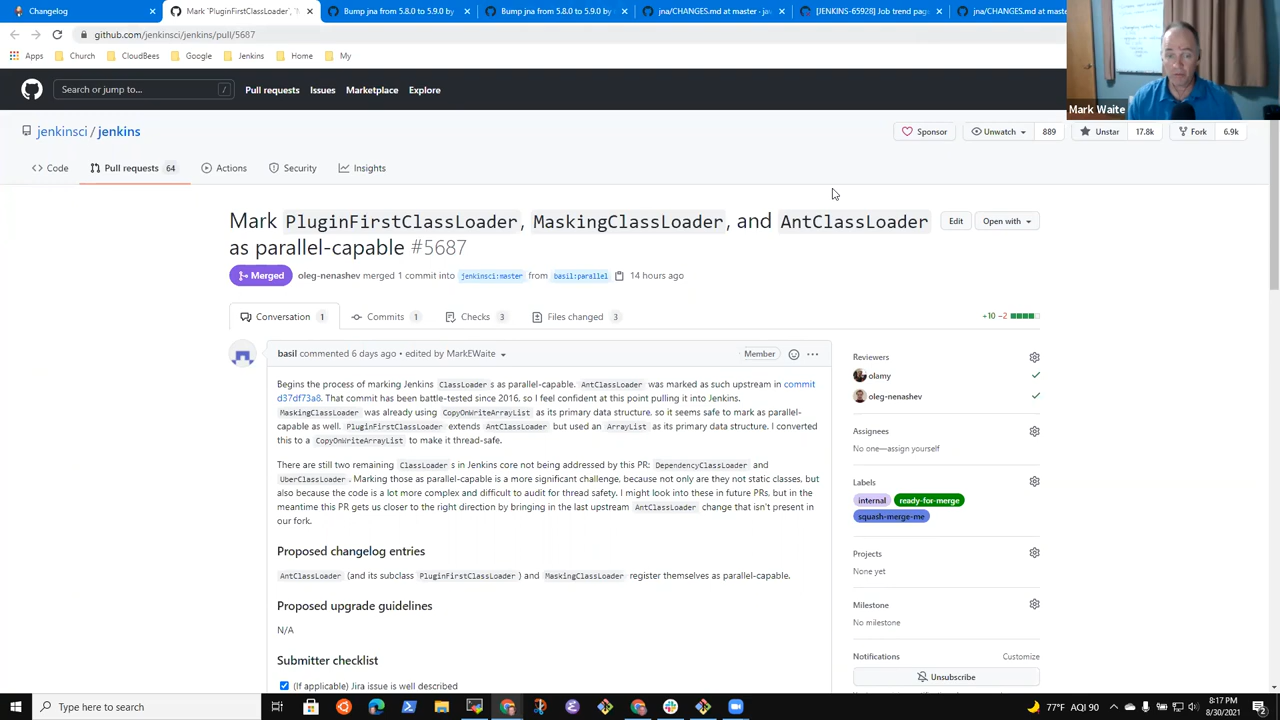 Changelog
Mark "PluginFirstClassLoader", "
Bump jna from 5.8.0 to 5.9.0 by
Bump jna from 5.8.0 to 5.9.0 by
jna/CHANGES.md at master · jav
[JENKINS-65928] Job trend pag
jna/CHANGES.md at maste
github.com/jenkinsci/jenkins/pull/5687
Apps
Church
CloudBees
Google
Jenkins
Home
My
Mark Waite
Search or jump to...
/
Pull requests
Issues
Marketplace
Explore
jenkinsci / jenkins
Sponsor
Unwatch
889
Unstar
17.8k
Fork
6.9k
Code
Pull requests 64
Actions
Security
Insights
Mark PluginFirstClassLoader, MaskingClassLoader, and AntClassLoader
as parallel-capable #5687
Edit
Open with
Merged
oleg-nenashev merged 1 commit into jenkinsci:master from basil:parallel 14 hours ago
Conversation 1
Commits 1
Checks 3
Files changed 3
+10 −2
basil commented 6 days ago • edited by MarkEWaite
Member
Begins the process of marking Jenkins ClassLoader s as parallel-capable. AntClassLoader was marked as such upstream in commit
d37df73a8. That commit has been battle-tested since 2016, so I feel confident at this point pulling it into Jenkins.
MaskingClassLoader was already using CopyOnWriteArrayList as its primary data structure, so it seems safe to mark as parallel-
capable as well. PluginFirstClassLoader extends AntClassLoader but used an ArrayList as its primary data structure. I converted
this to a CopyOnWriteArrayList to make it thread-safe.
There are still two remaining ClassLoader s in Jenkins core not being addressed by this PR: DependencyClassLoader and
UberClassLoader. Marking those as parallel-capable is a more significant challenge, because not only are they not static classes, but
also because the code is a lot more complex and difficult to audit for thread safety. I might look into these in future PRs, but in the
meantime this PR gets us closer to the right direction by bringing in the last upstream AntClassLoader change that isn't present in
our fork.
Proposed changelog entries
AntClassLoader (and its subclass PluginFirstClassLoader ) and MaskingClassLoader register themselves as parallel-capable.
Proposed upgrade guidelines
N/A
Submitter checklist
(If applicable) Jira issue is well described
Reviewers
olamy
oleg-nenashev
Assignees
No one—assign yourself
Labels
internal
ready-for-merge
squash-merge-me
Projects
None yet
Milestone
No milestone
Notifications
Customize
Unsubscribe
Type here to search
77°F AQI 90
8:17 PM
8/30/2021
2